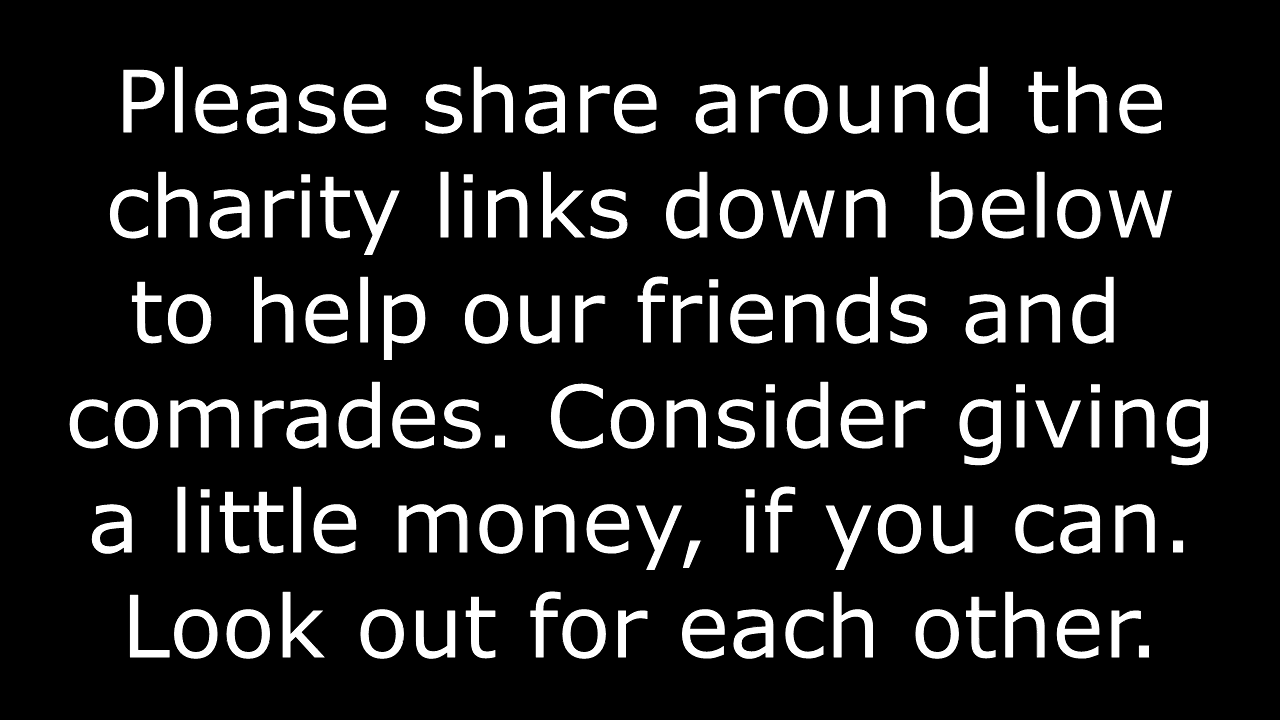 Please share around the
charity links down below
to help our friends and
comrades. Consider giving
a little money, if you can.
Look out for each other.